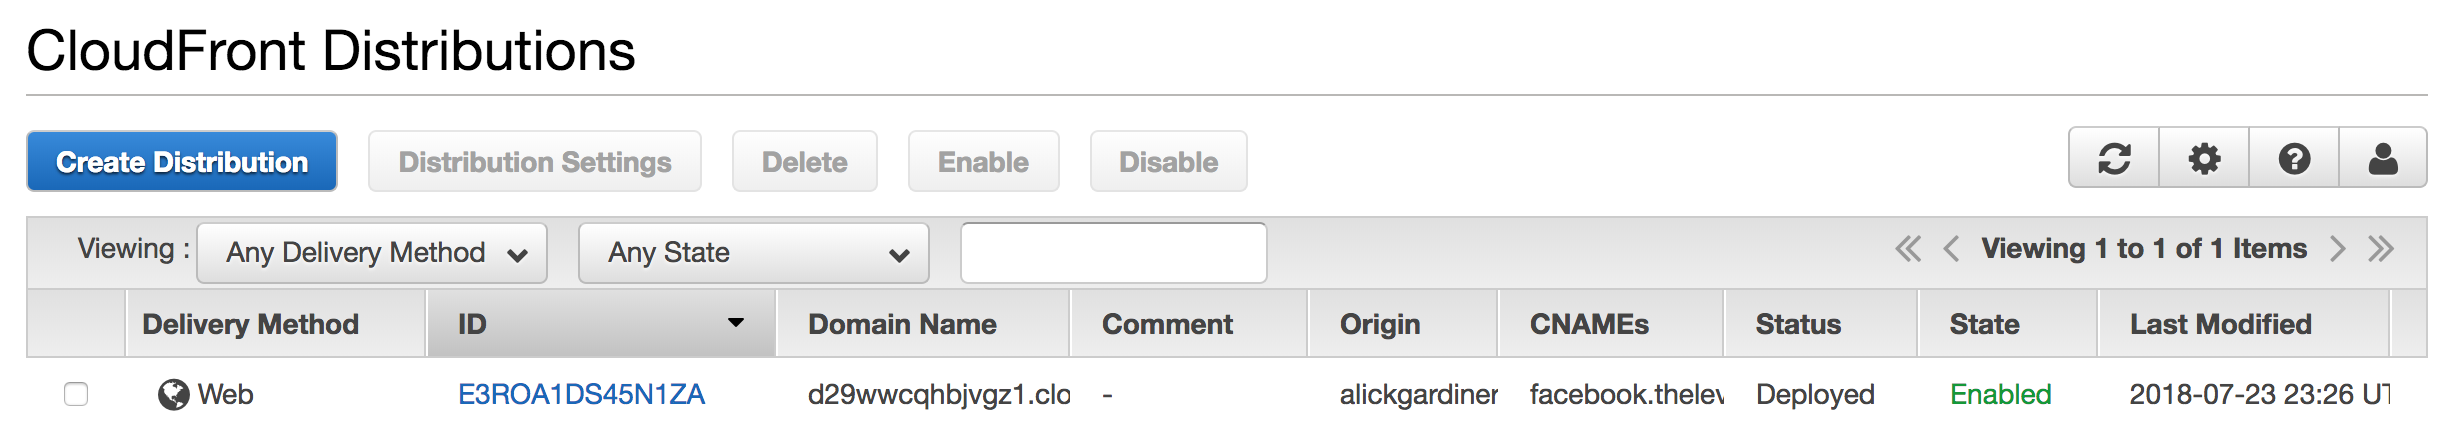 CloudFront Distributions
Create Distribution Distribution Settings Delete Enable Disable
Viewing : Any Delivery Method Any State Viewing 1 to 1 of 1 Items
Delivery Method ID Domain Name Comment Origin CNAMEs Status State Last Modified
Web E3ROA1DS45N1ZA d29wwcqhbjvgz1.clo - alickgardiner facebook.thelev Deployed Enabled 2018-07-23 23:26 UT